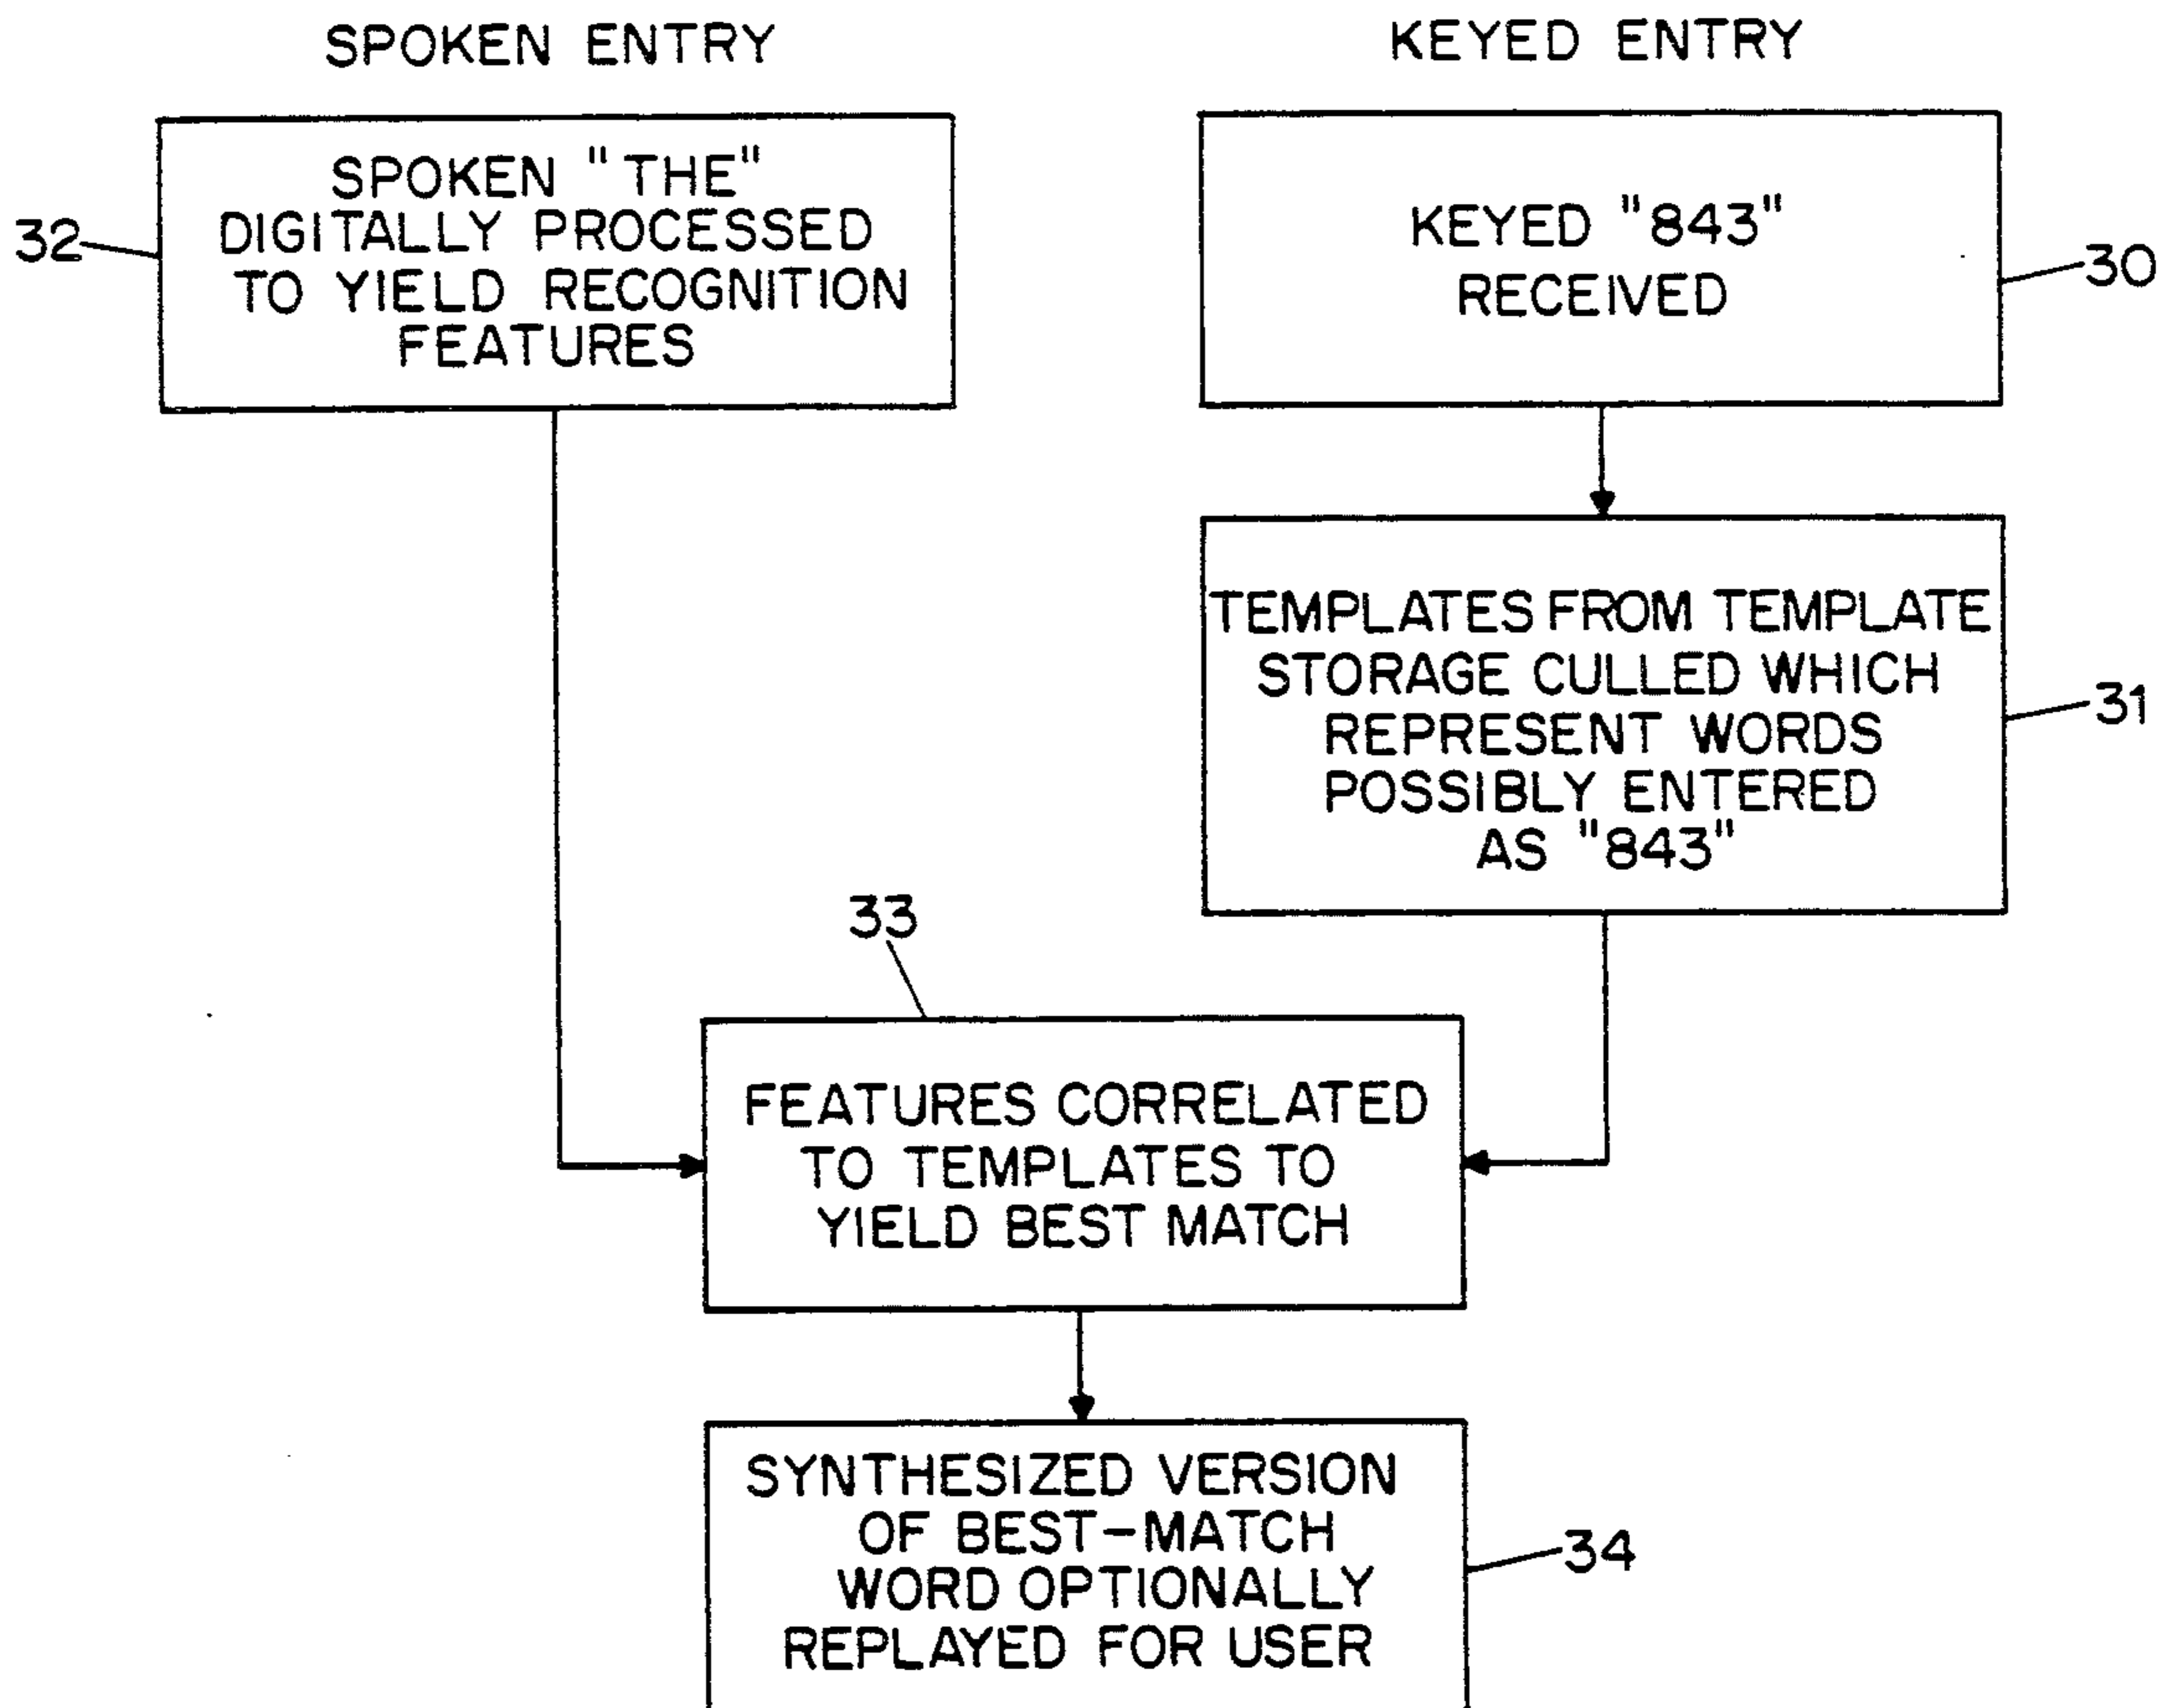 SPOKEN ENTRY
KEYED ENTRY
SPOKEN "THE"
DIGITALLY PROCESSED
TO YIELD RECOGNITION
FEATURES
32
KEYED "843"
RECEIVED
30
TEMPLATES FROM TEMPLATE
STORAGE CULLED WHICH
REPRESENT WORDS
POSSIBLY ENTERED
AS "843"
31
33
FEATURES CORRELATED
TO TEMPLATES TO
YIELD BEST MATCH
SYNTHESIZED VERSION
OF BEST-MATCH
WORD OPTIONALLY
REPLAYED FOR USER
34